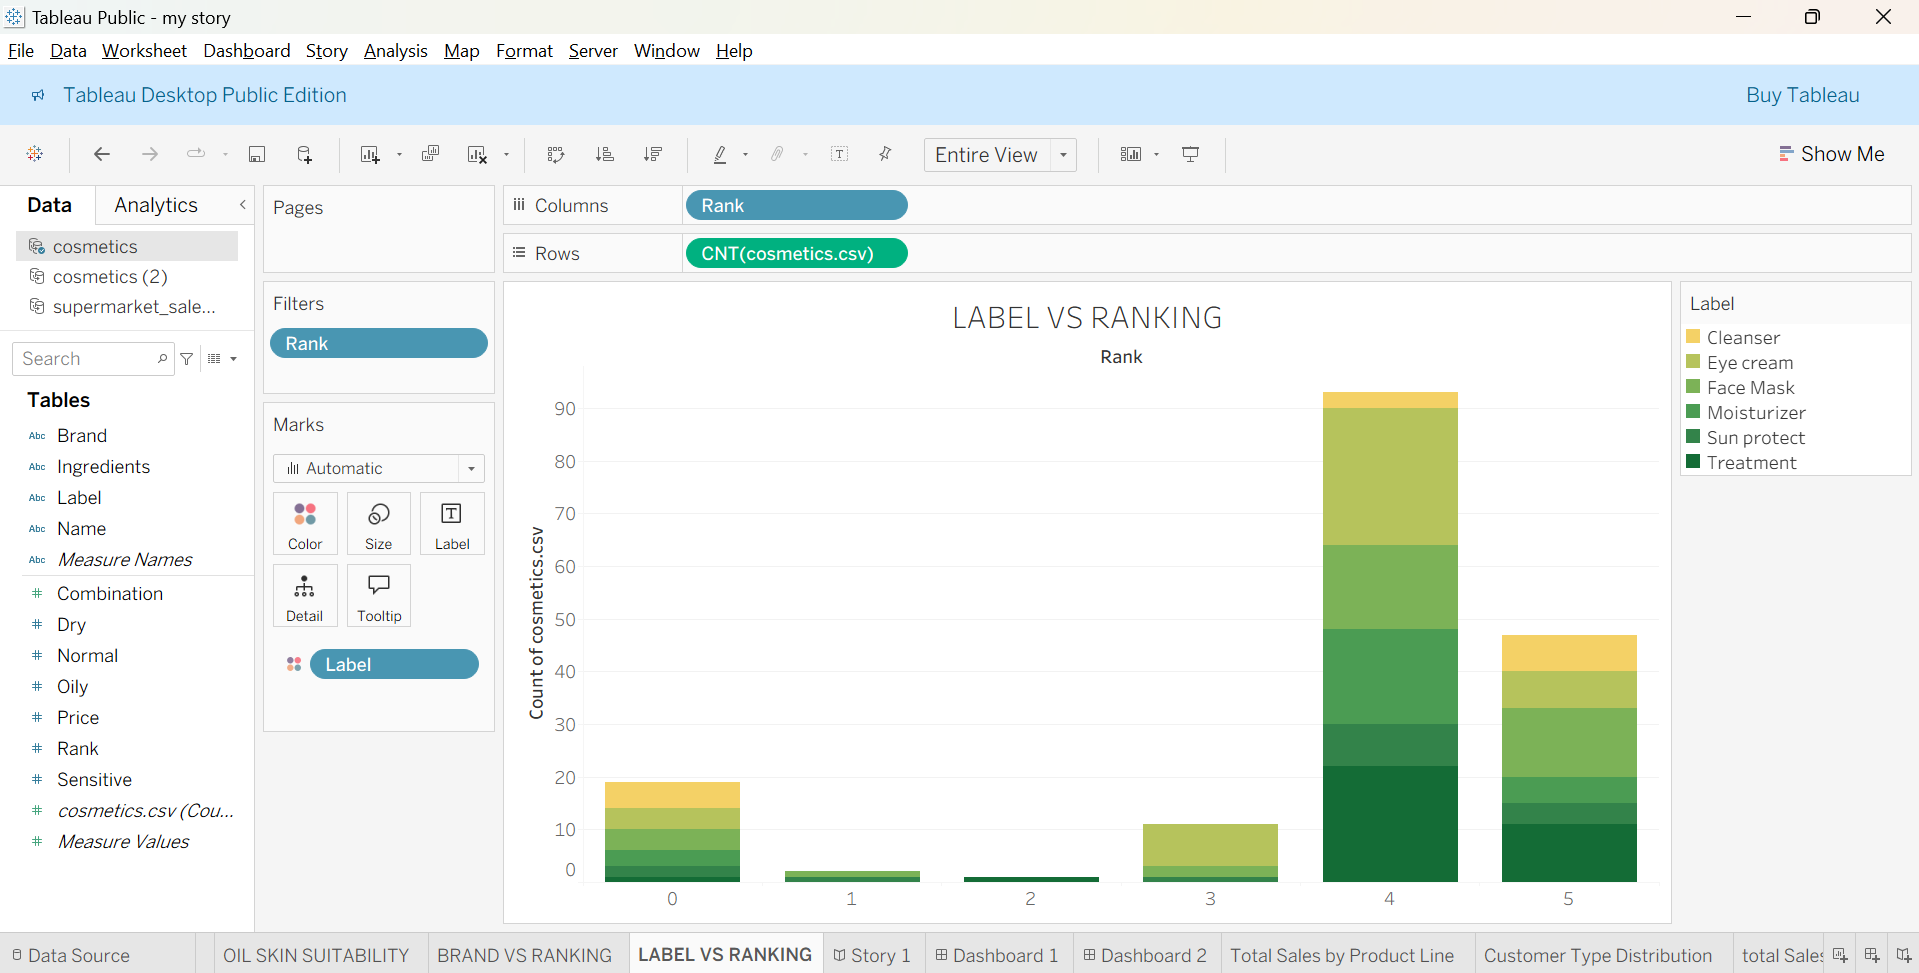 Tableau Public - my story
File Data Worksheet Dashboard Story Analysis Map Format Server Window Help
Tableau Desktop Public Edition Buy Tableau
Entire View Show Me
Data Analytics
cosmetics
cosmetics (2)
supermarket_sale...
Search
Tables
Abc Brand
Abc Ingredients
Abc Label
Abc Name
Abc Measure Names
# Combination
# Dry
# Normal
# Oily
# Price
# Rank
# Sensitive
# cosmetics.csv (Cou...
# Measure Values
Pages
Filters
Rank
Marks
Automatic
Color Size Label
Detail Tooltip
Label
Columns Rank
Rows CNT(cosmetics.csv)
LABEL VS RANKING
Rank
Count of cosmetics.csv
90
80
70
60
50
40
30
20
10
0
0 1 2 3 4 5
Label
Cleanser
Eye cream
Face Mask
Moisturizer
Sun protect
Treatment
Data Source OIL SKIN SUITABILITY BRAND VS RANKING LABEL VS RANKING Story 1 Dashboard 1 Dashboard 2 Total Sales by Product Line Customer Type Distribution total Sales